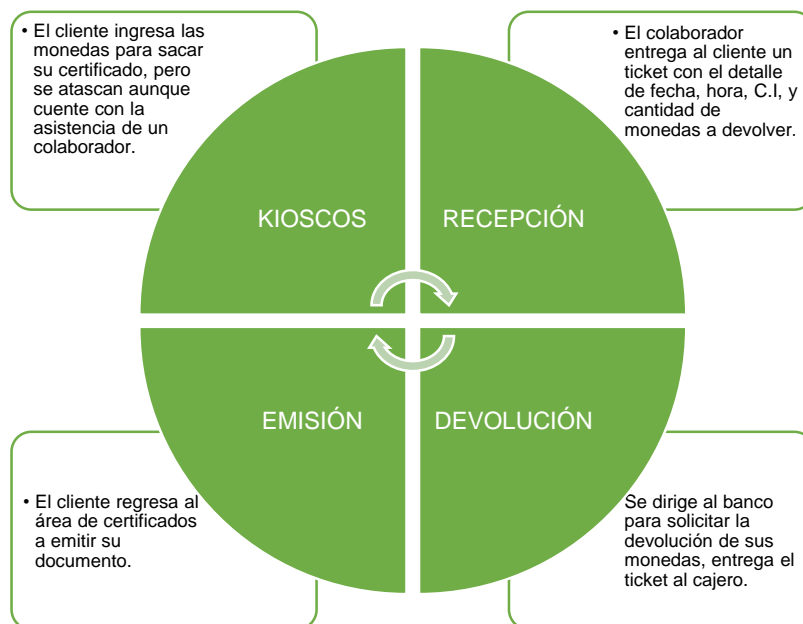 • El cliente ingresa las
monedas para sacar
su certificado, pero
se atascan aunque
cuente con la
asistencia de un
colaborador.
• El colaborador
entrega al cliente un
ticket con el detalle
de fecha, hora, C.I, y
cantidad de
monedas a devolver.
KIOSCOS
RECEPCIÓN
EMISIÓN
DEVOLUCIÓN
• El cliente regresa al
área de certificados
a emitir su
documento.
Se dirige al banco
para solicitar la
devolución de sus
monedas, entrega el
ticket al cajero.